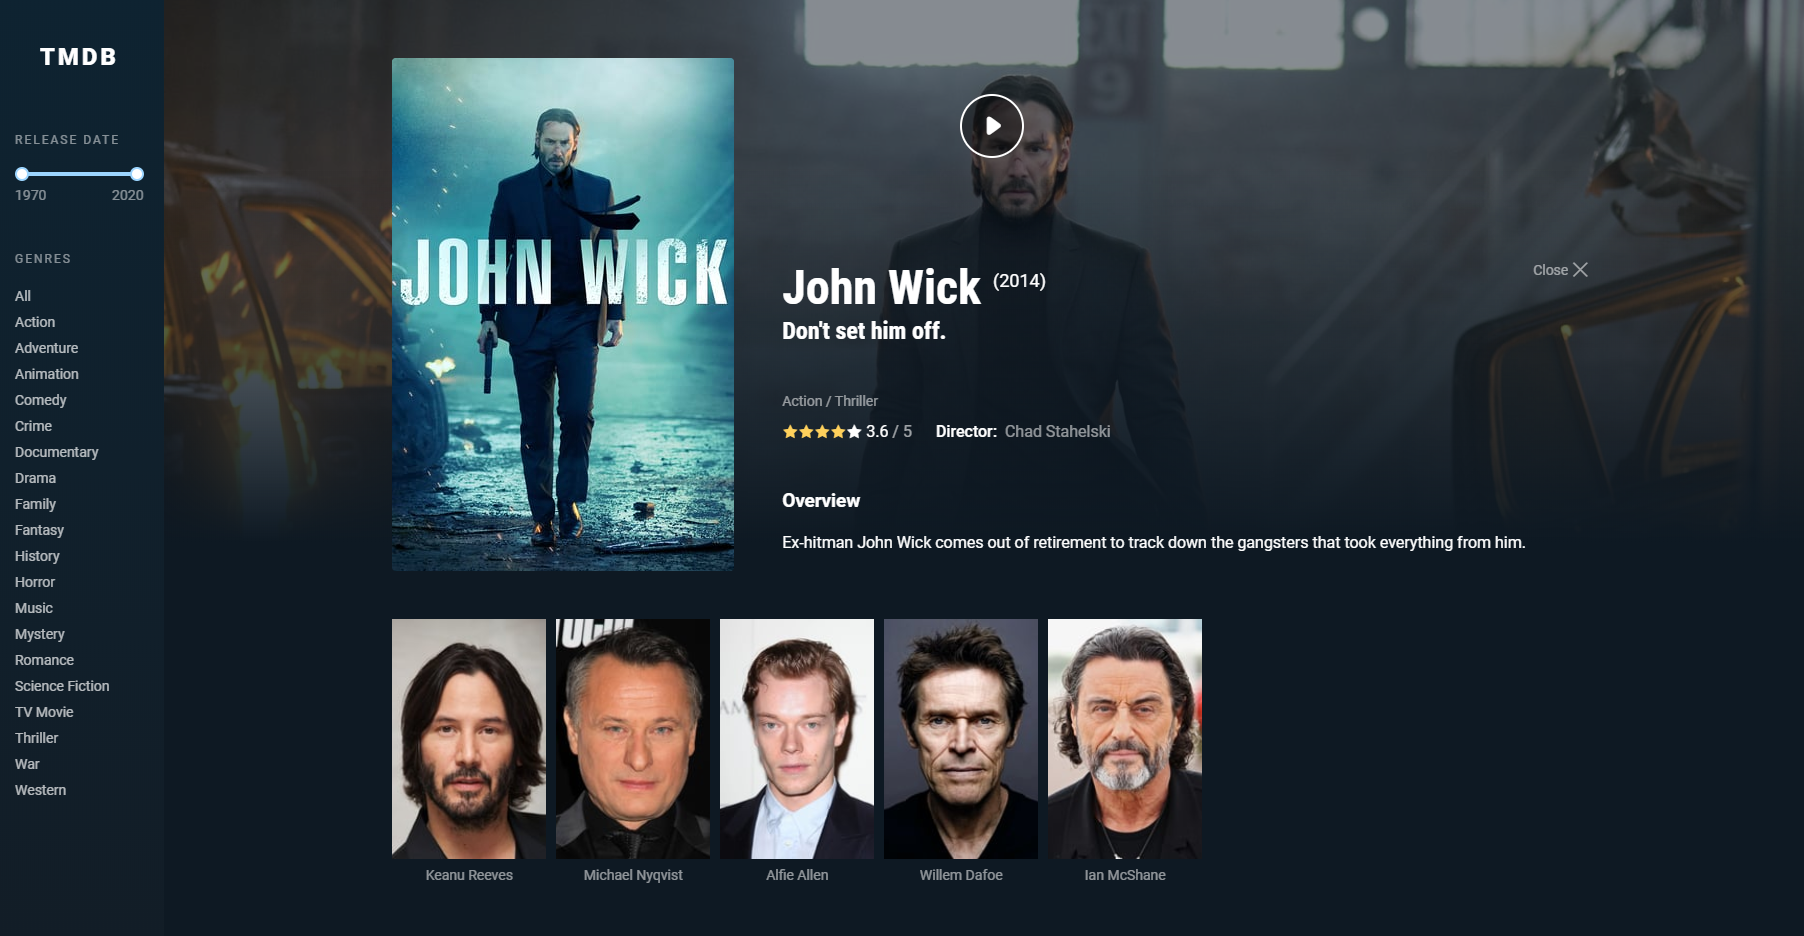 TMDB
RELEASE DATE
1970 2020
GENRES
All
Action
Adventure
Animation
Comedy
Crime
Documentary
Drama
Family
Fantasy
History
Horror
Music
Mystery
Romance
Science Fiction
TV Movie
Thriller
War
Western
JOHN WICK
9
John Wick (2014)
Close
Don't set him off.
Action / Thriller
3.6 / 5 Director: Chad Stahelski
Overview
Ex-hitman John Wick comes out of retirement to track down the gangsters that took everything from him.
Keanu Reeves
Michael Nyqvist
Alfie Allen
Willem Dafoe
Ian McShane